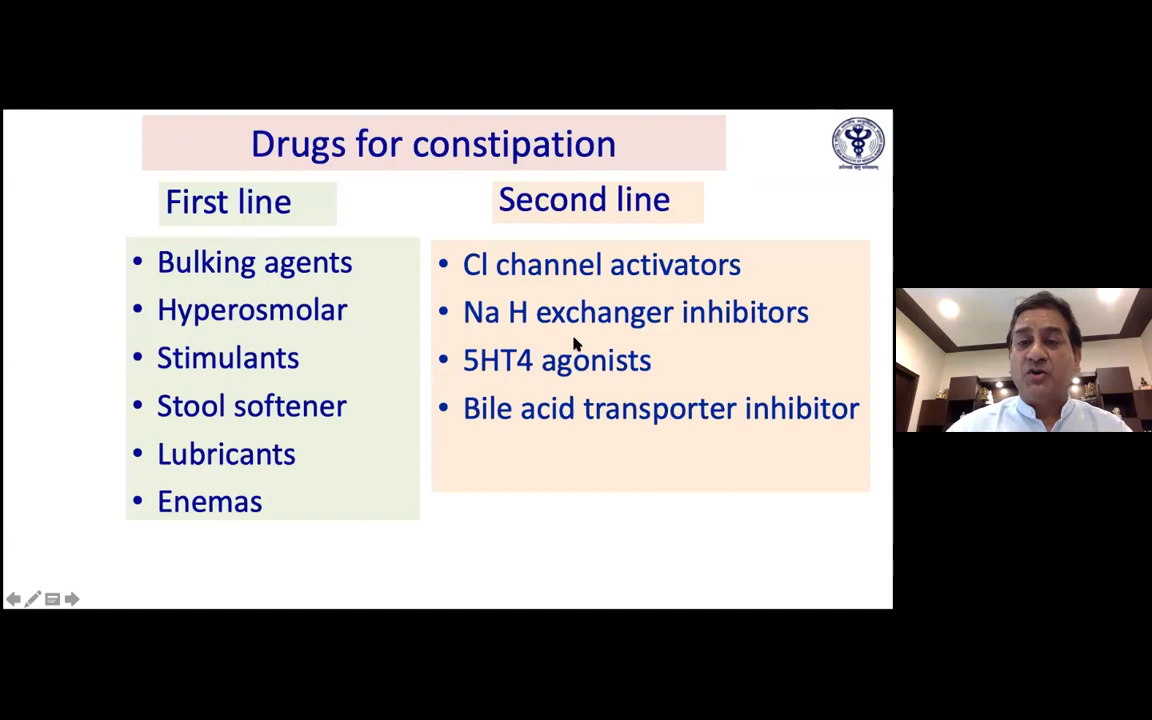 Drugs for constipation
First line
• Bulking agents
• Hyperosmolar
• Stimulants
• Stool softener
• Lubricants
• Enemas
Second line
• Cl channel activators
• Na H exchanger inhibitors
• 5HT4 agonists
• Bile acid transporter inhibitor